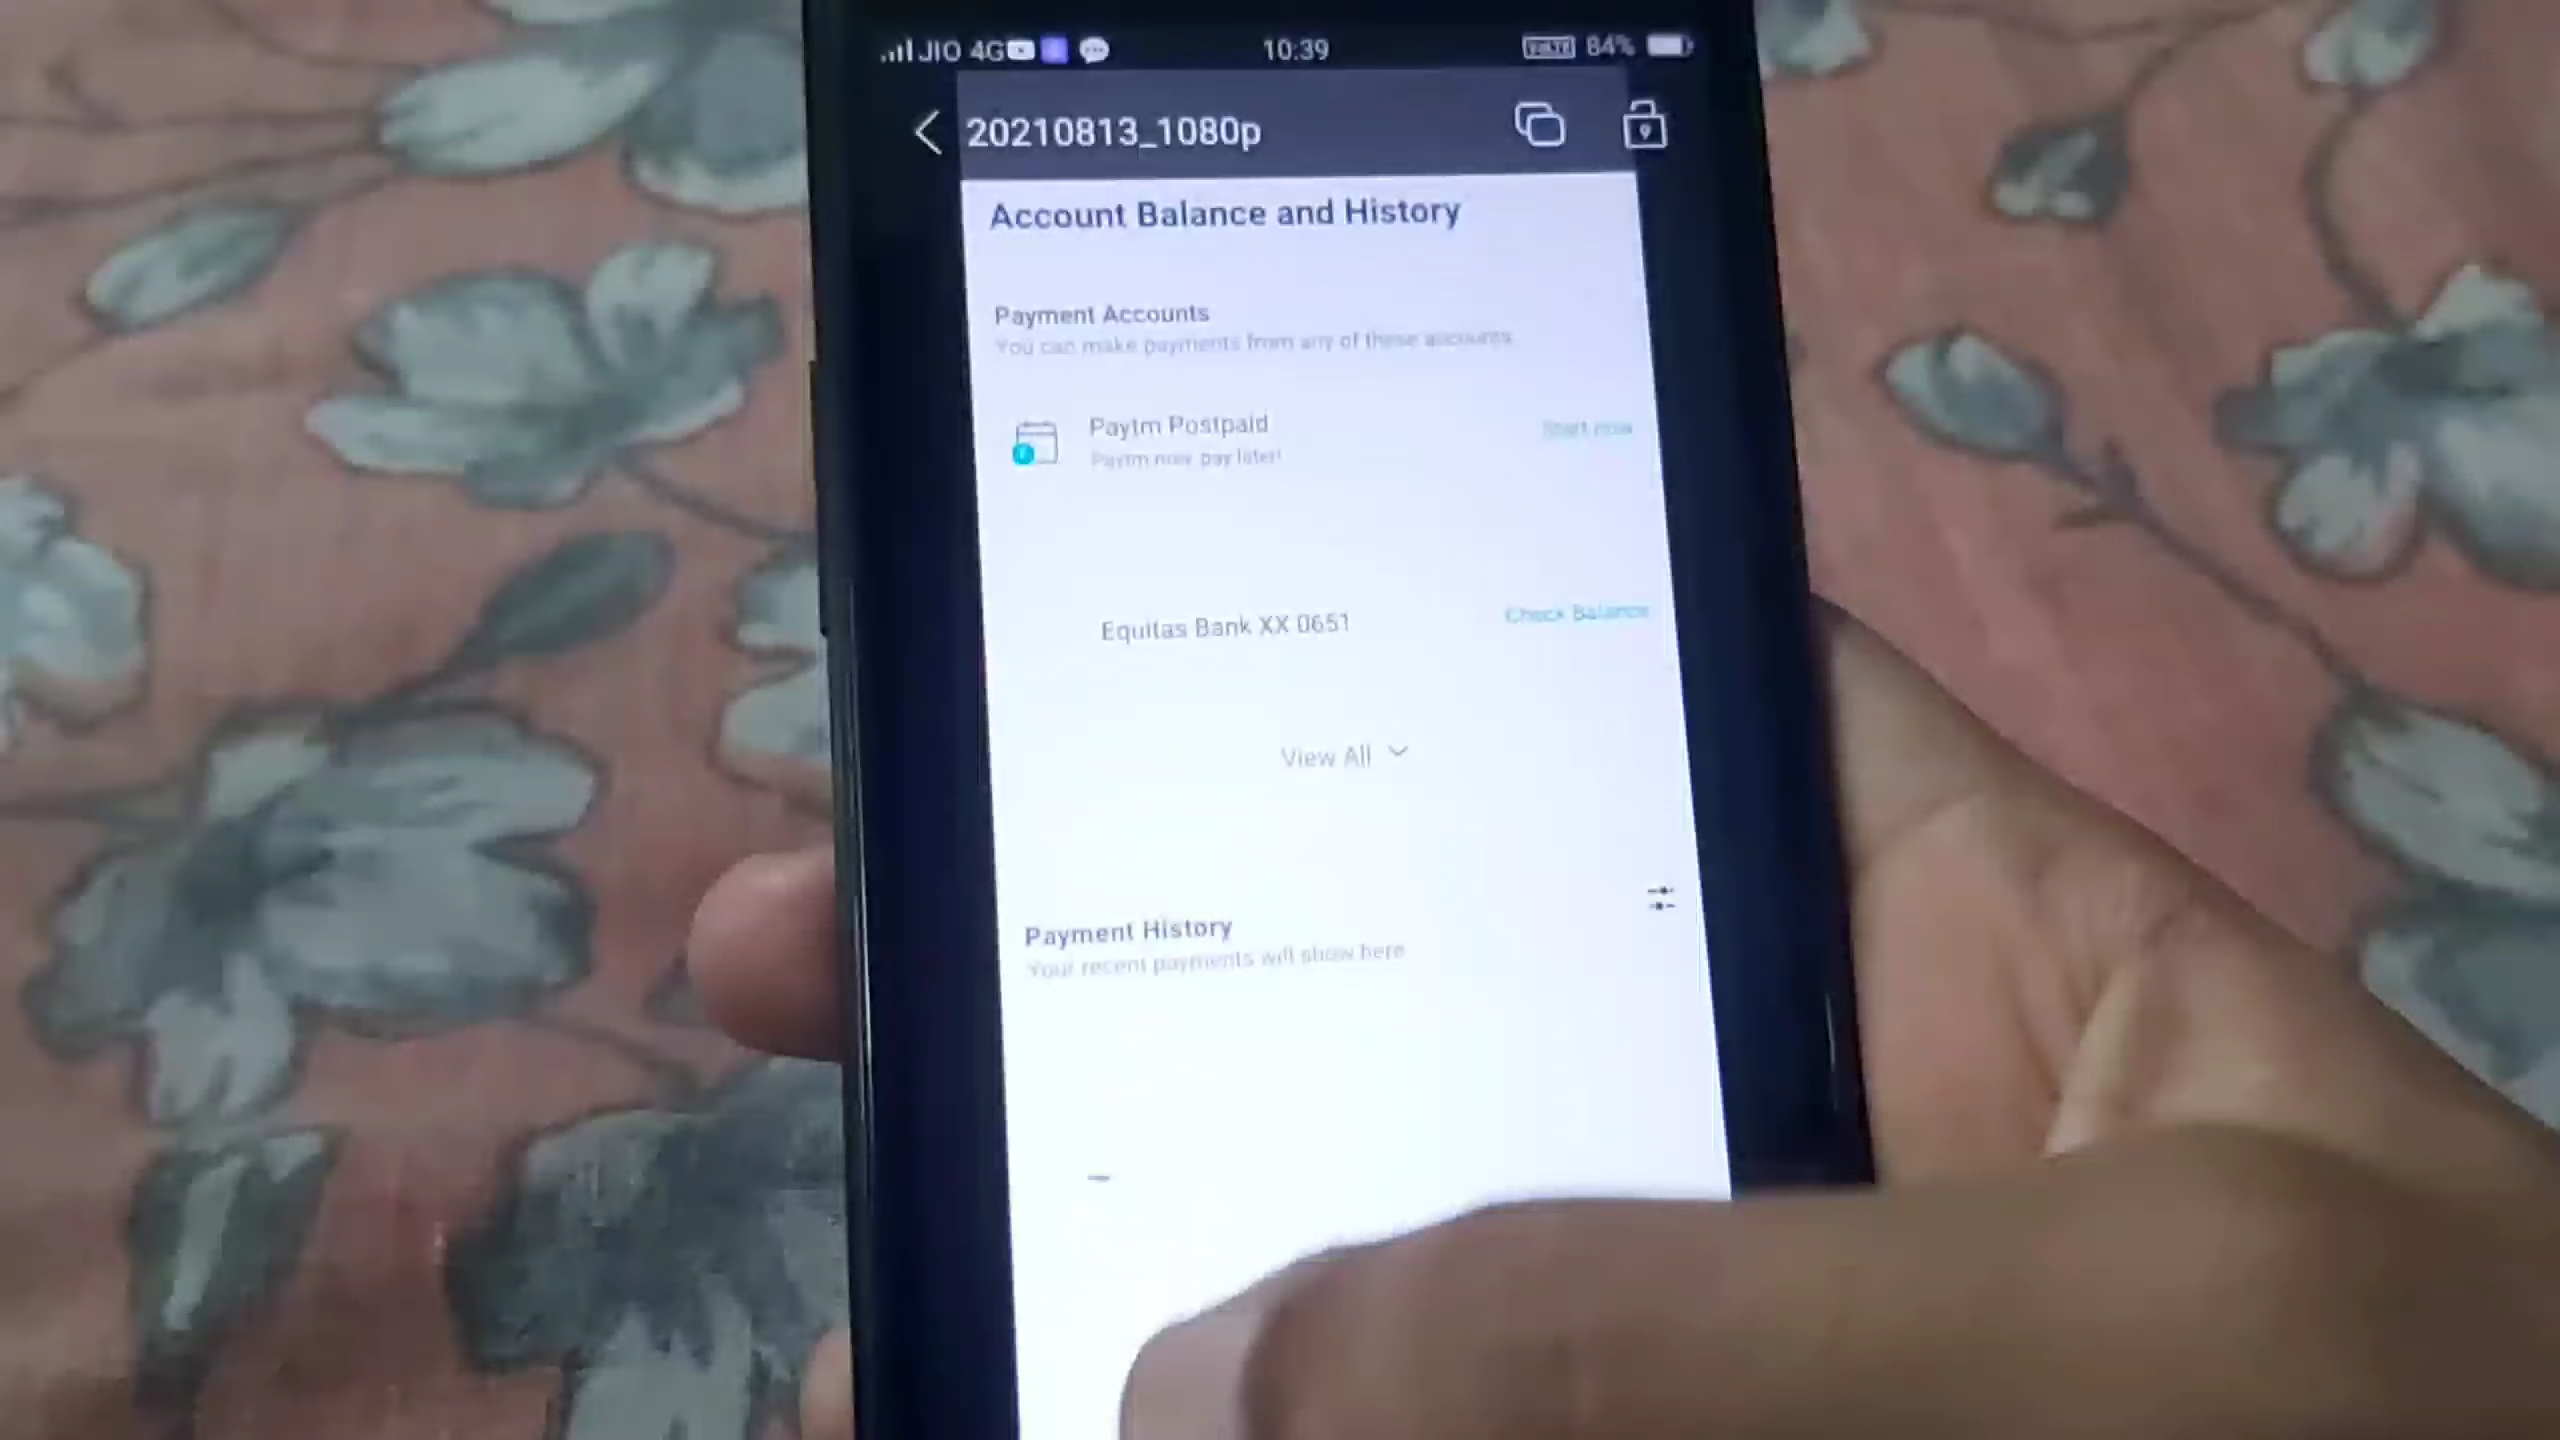 JIO 4G 10:39 VoLTE 84%
20210813_1080p
Account Balance and History
Payment Accounts
You can make payments from any of these accounts
Paytm Postpaid Start now
Paytm now, pay later!
Equitas Bank XX 0651 Check Balance
View All
Payment History
Your recent payments will show here